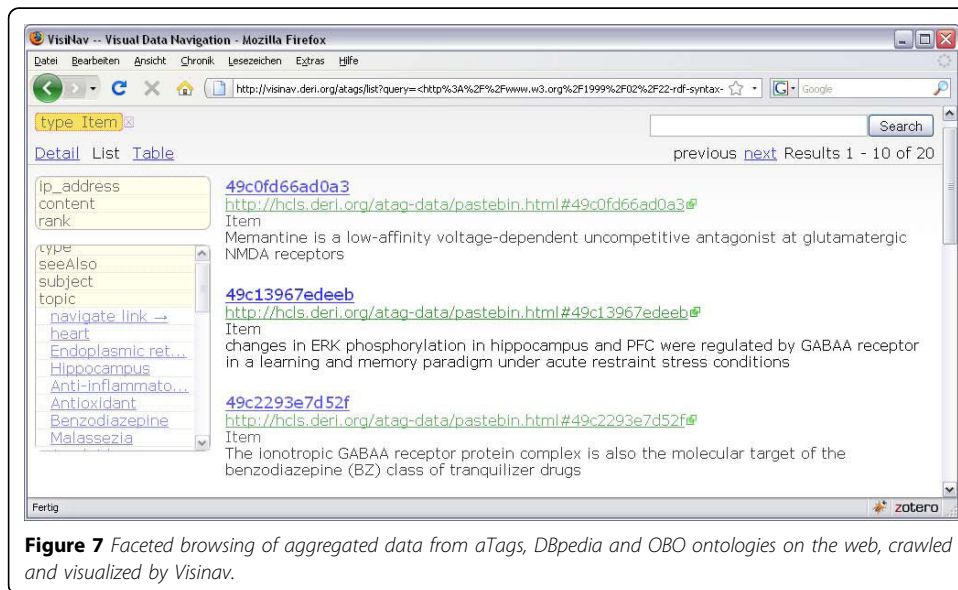 VisiNav -- Visual Data Navigation - Mozilla Firefox
Datei Bearbeiten Ansicht Chronik Lesezeichen Extras Hilfe
http://visinav.deri.org/atags/list?query=<http%3A%2F%2Fwww.w3.org%2F1999%2F02%2F22-rdf-syntax-
G Google
type Item
Search
Detail List Table
previous next Results 1 - 10 of 20
ip_address
content
rank
type
seeAlso
subject
topic
navigate link →
heart
Endoplasmic ret...
Hippocampus
Anti-inflammato...
Antioxidant
Benzodiazepine
Malassezia
49c0fd66ad0a3
http://hcls.deri.org/atag-data/pastebin.html#49c0fd66ad0a3
Item
Memantine is a low-affinity voltage-dependent uncompetitive antagonist at glutamatergic
NMDA receptors
49c13967edeeb
http://hcls.deri.org/atag-data/pastebin.html#49c13967edeeb
Item
changes in ERK phosphorylation in hippocampus and PFC were regulated by GABAA receptor
in a learning and memory paradigm under acute restraint stress conditions
49c2293e7d52f
http://hcls.deri.org/atag-data/pastebin.html#49c2293e7d52f
Item
The ionotropic GABAA receptor protein complex is also the molecular target of the
benzodiazepine (BZ) class of tranquilizer drugs
Fertig
zotero
Figure 7 Faceted browsing of aggregated data from aTags, DBpedia and OBO ontologies on the web, crawled
and visualized by Visinav.